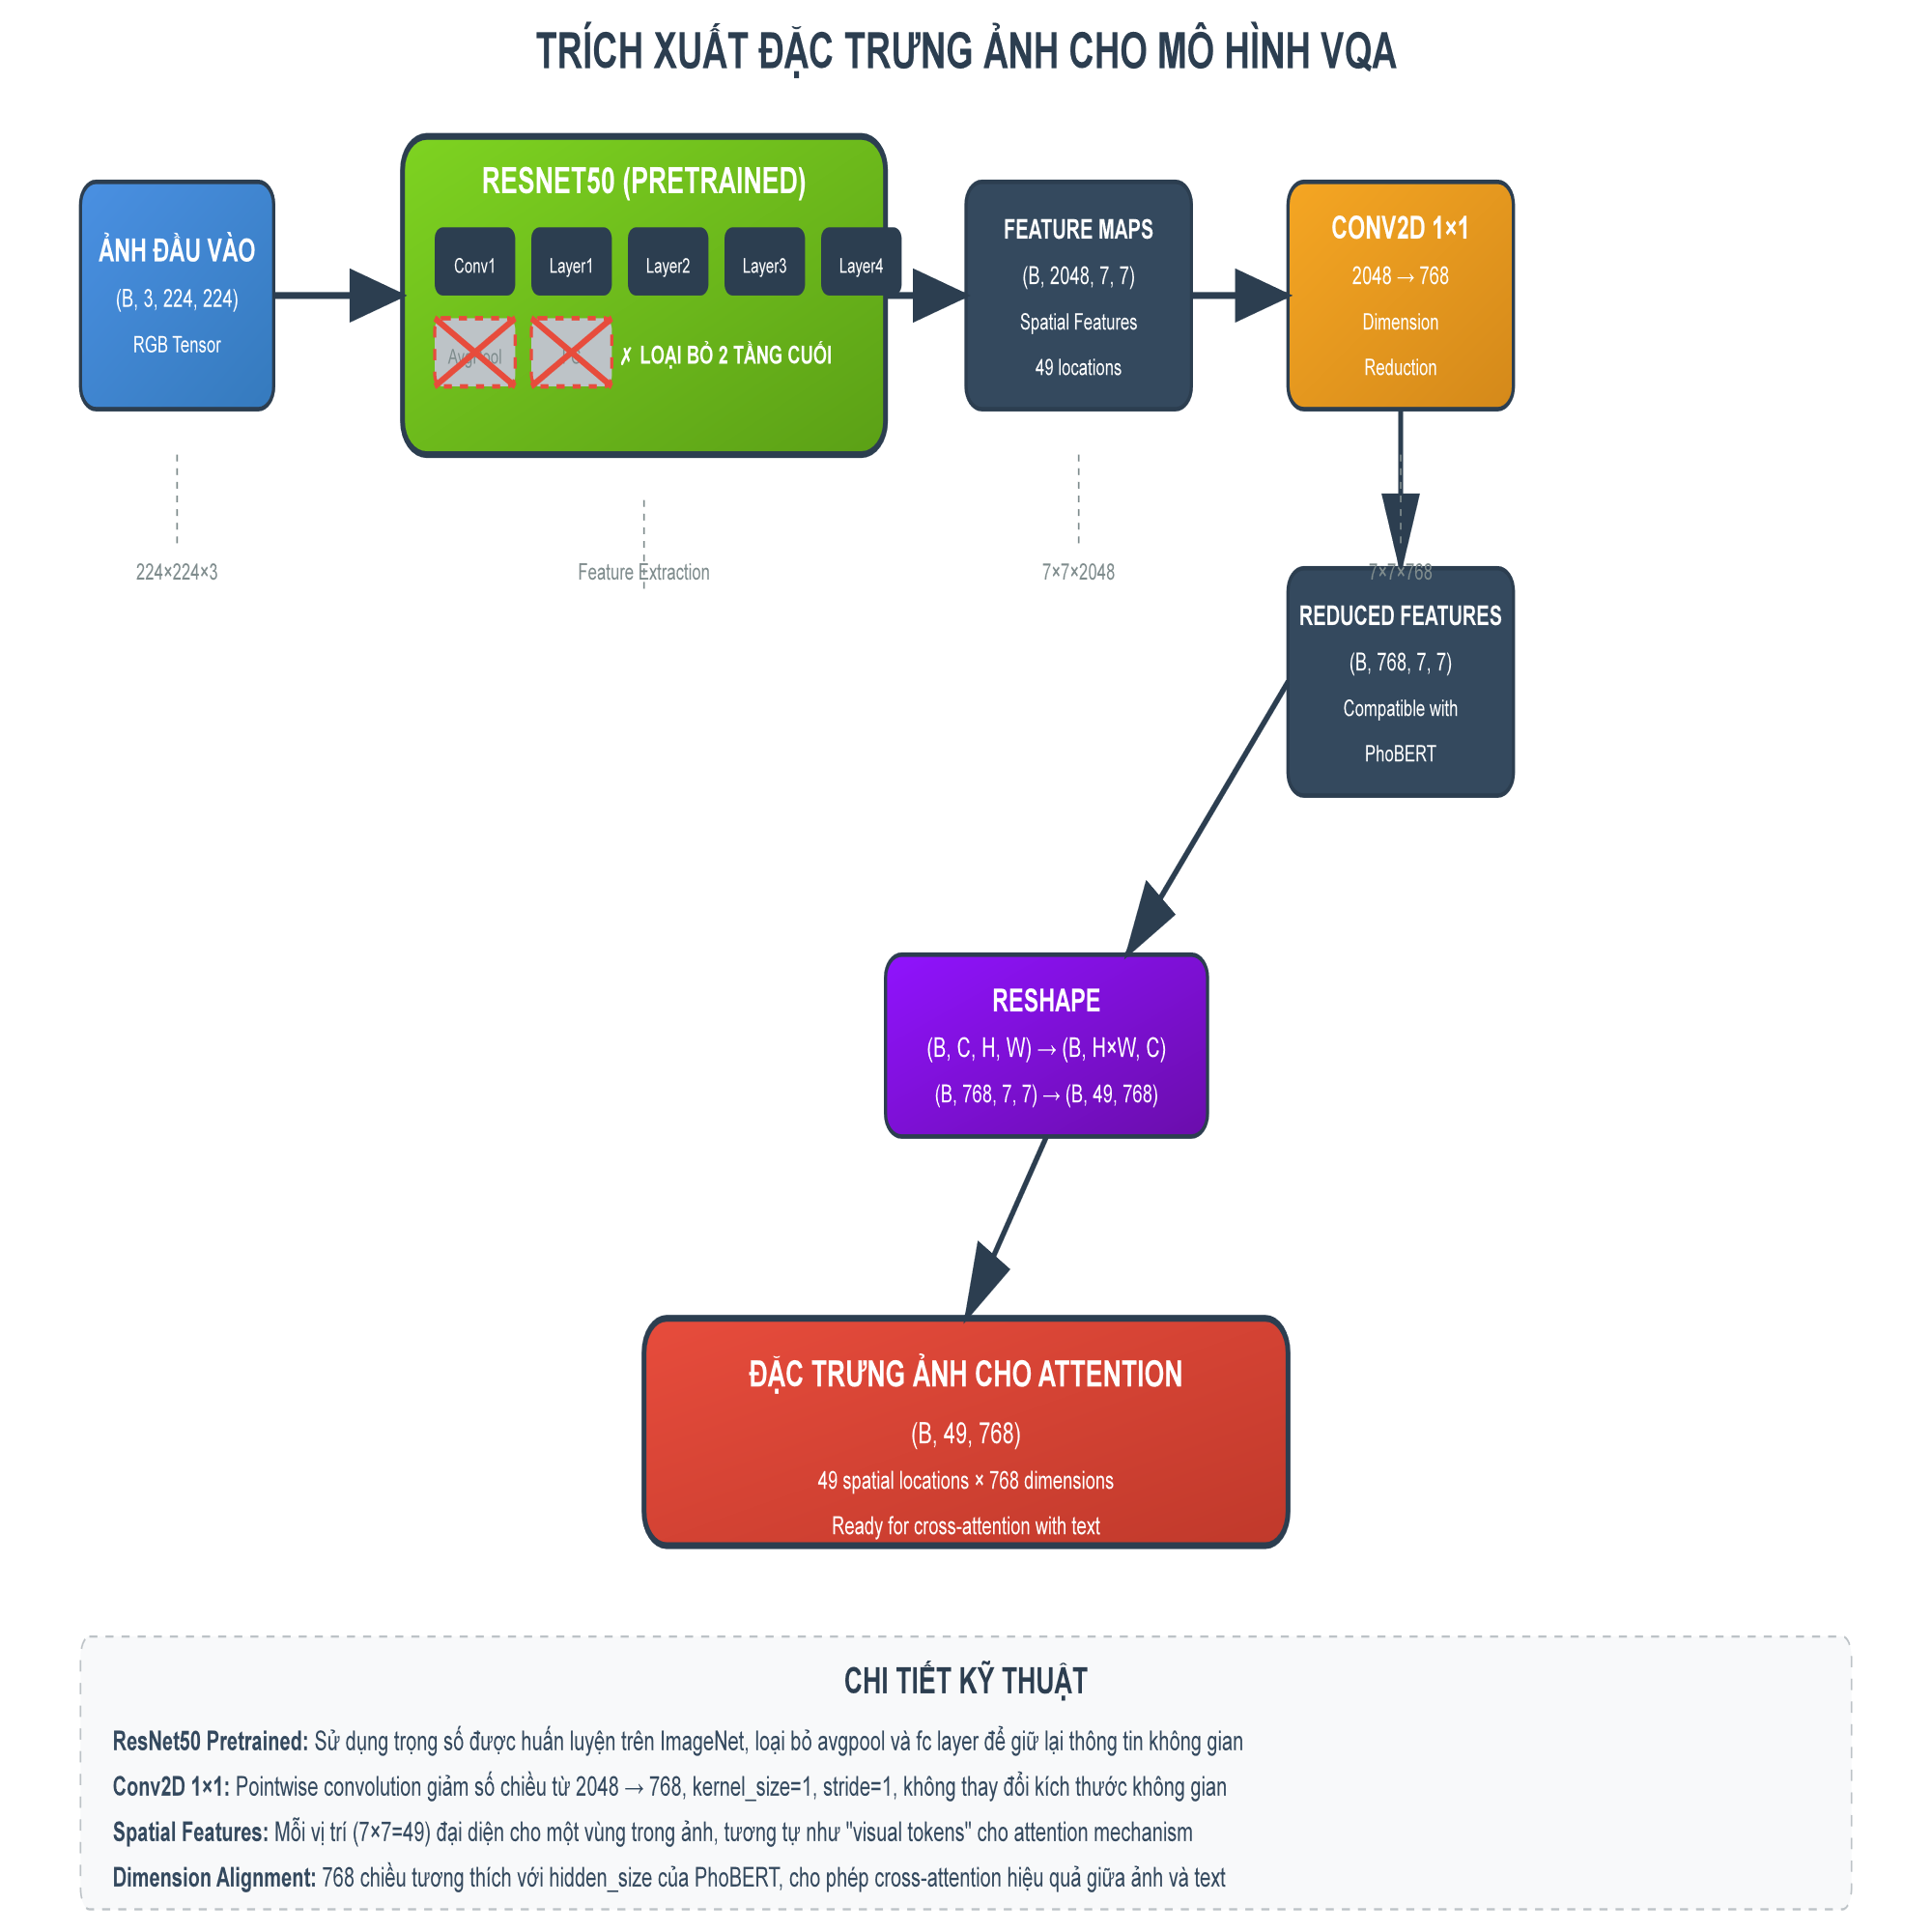 TRÍCH XUẤT ĐẶC TRƯNG ẢNH CHO MÔ HÌNH VQA
ẢNH ĐẦU VÀO
(B, 3, 224, 224)
RGB Tensor
RESNET50 (PRETRAINED)
Conv1
Layer1
Layer2
Layer3
Layer4
AvgPool
✗ LOẠI BỎ 2 TẦNG CUỐI
FEATURE MAPS
(B, 2048, 7, 7)
Spatial Features
49 locations
CONV2D 1×1
2048 → 768
Dimension
Reduction
224×224×3
Feature Extraction
7×7×2048
7×7×768
REDUCED FEATURES
(B, 768, 7, 7)
Compatible with
PhoBERT
RESHAPE
(B, C, H, W) → (B, H×W, C)
(B, 768, 7, 7) → (B, 49, 768)
ĐẶC TRƯNG ẢNH CHO ATTENTION
(B, 49, 768)
49 spatial locations × 768 dimensions
Ready for cross-attention with text
CHI TIẾT KỸ THUẬT
ResNet50 Pretrained: Sử dụng trọng số được huấn luyện trên ImageNet, loại bỏ avgpool và fc layer để giữ lại thông tin không gian
Conv2D 1×1: Pointwise convolution giảm số chiều từ 2048 → 768, kernel_size=1, stride=1, không thay đổi kích thước không gian
Spatial Features: Mỗi vị trí (7×7=49) đại diện cho một vùng trong ảnh, tương tự như "visual tokens" cho attention mechanism
Dimension Alignment: 768 chiều tương thích với hidden_size của PhoBERT, cho phép cross-attention hiệu quả giữa ảnh và text